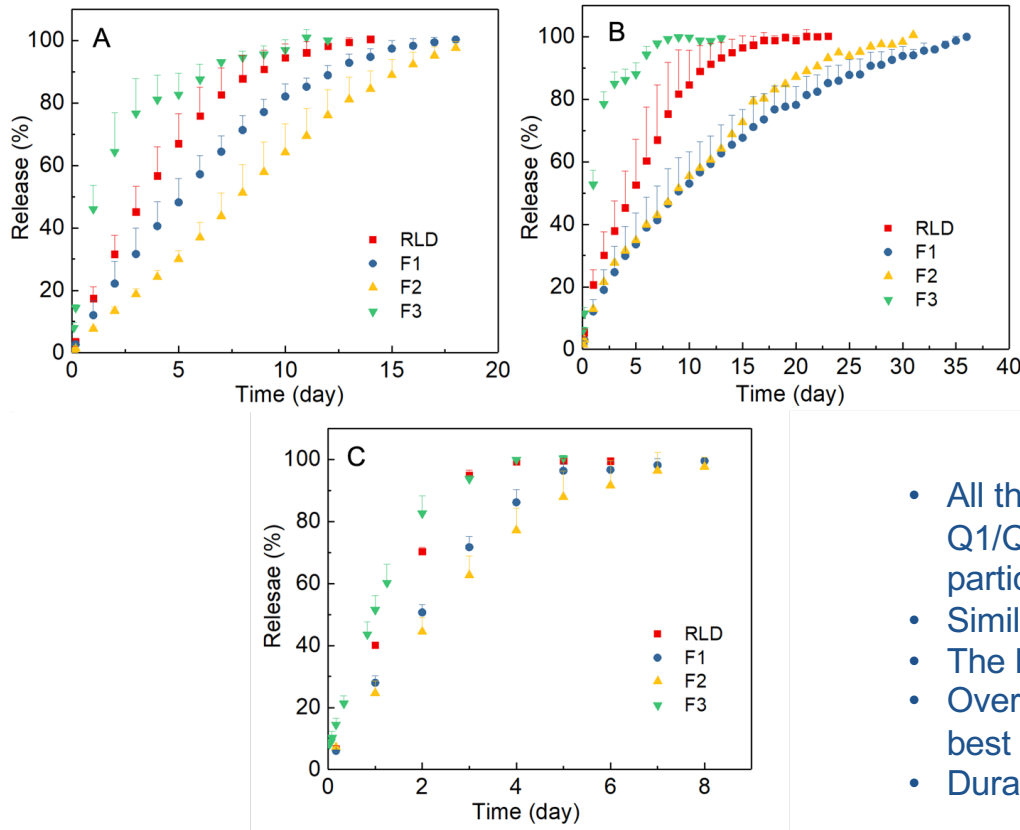 A
Release (%)
100
80
60
40
20
0
RLD
F1
F2
F3
0 5 10 15 20
Time (day)
B
Release (%)
100
80
60
40
20
0
RLD
F1
F2
F3
0 5 10 15 20 25 30 35 40
Time (day)
C
Relesae (%)
100
80
60
40
20
0
RLD
F1
F2
F3
0 2 4 6 8
Time (day)
• All th
Q1/Q
partic
• Simil
• The
• Over
best
• Dura